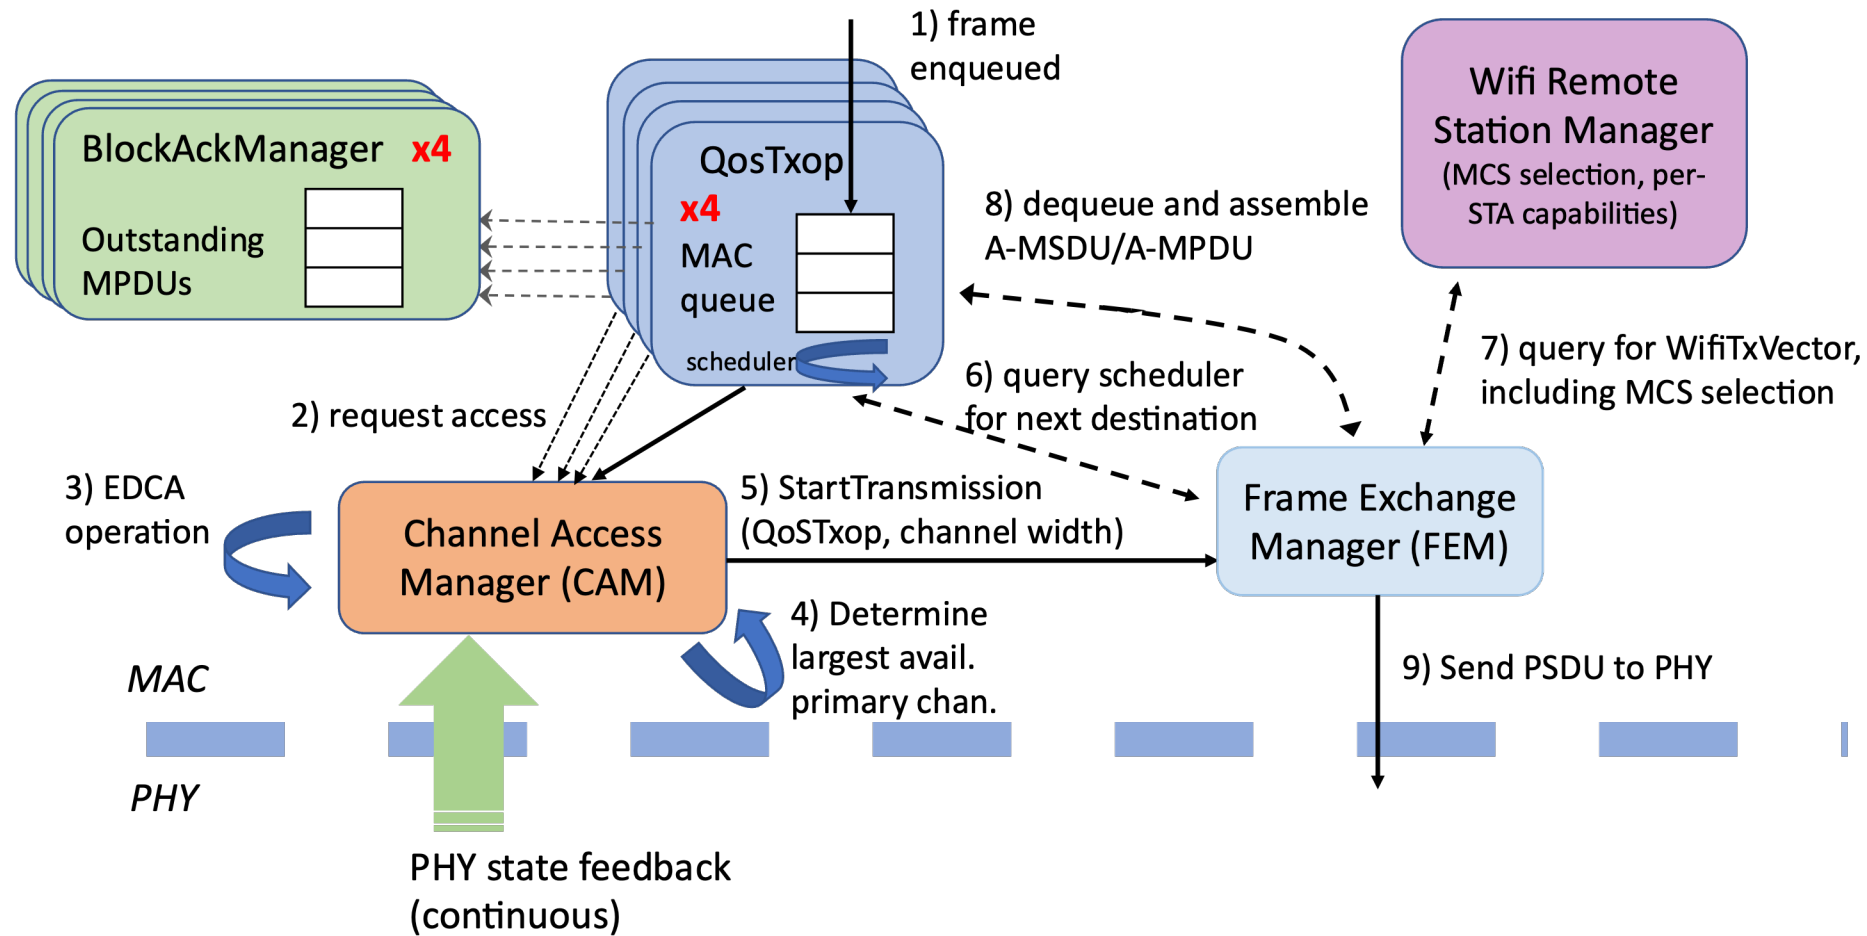 1) frame
enqueued
Wifi Remote
Station Manager
(MCS selection, per-
STA capabilities)
BlockAckManager x4
Outstanding
MPDUs
QosTxop
x4
MAC
queue
scheduler
8) dequeue and assemble
A-MSDU/A-MPDU
7) query for WifiTxVector,
including MCS selection
6) query scheduler
for next destination
2) request access
3) EDCA
operation
Channel Access
Manager (CAM)
5) StartTransmission
(QoSTxop, channel width)
Frame Exchange
Manager (FEM)
4) Determine
largest avail.
primary chan.
9) Send PSDU to PHY
MAC
PHY
PHY state feedback
(continuous)